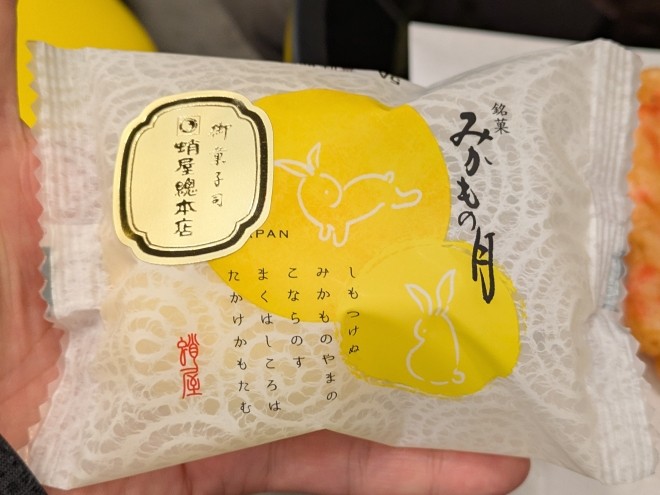 銘菓
みかもの月
御菓子司
蛸屋總本店
PAN
しもつけぬ
みかものやまの
こならのす
まくはしころは
たかけかもたむ
蛸屋